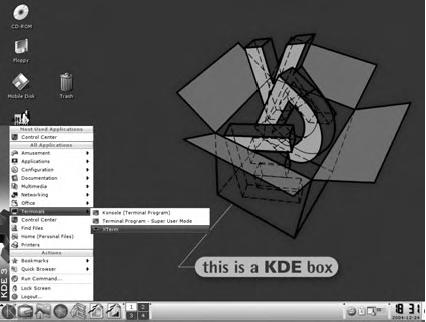 CD-ROM
Floppy
Mobile Disk
Trash
Most Used Applications
Control Center
All Applications
Amusement
Applications
Configuration
Documentation
Multimedia
Networking
Office
Terminals
Control Center
Find Files
Home (Personal Files)
Printers
Actions
Bookmarks
Quick Browser
Run Command...
Lock Screen
Logout...
Konsole (Terminal Program)
Terminal Program - Super User Mode
XTerm
KDE 3
this is a KDE box
1 2
3 4
18 31
2004-12-24